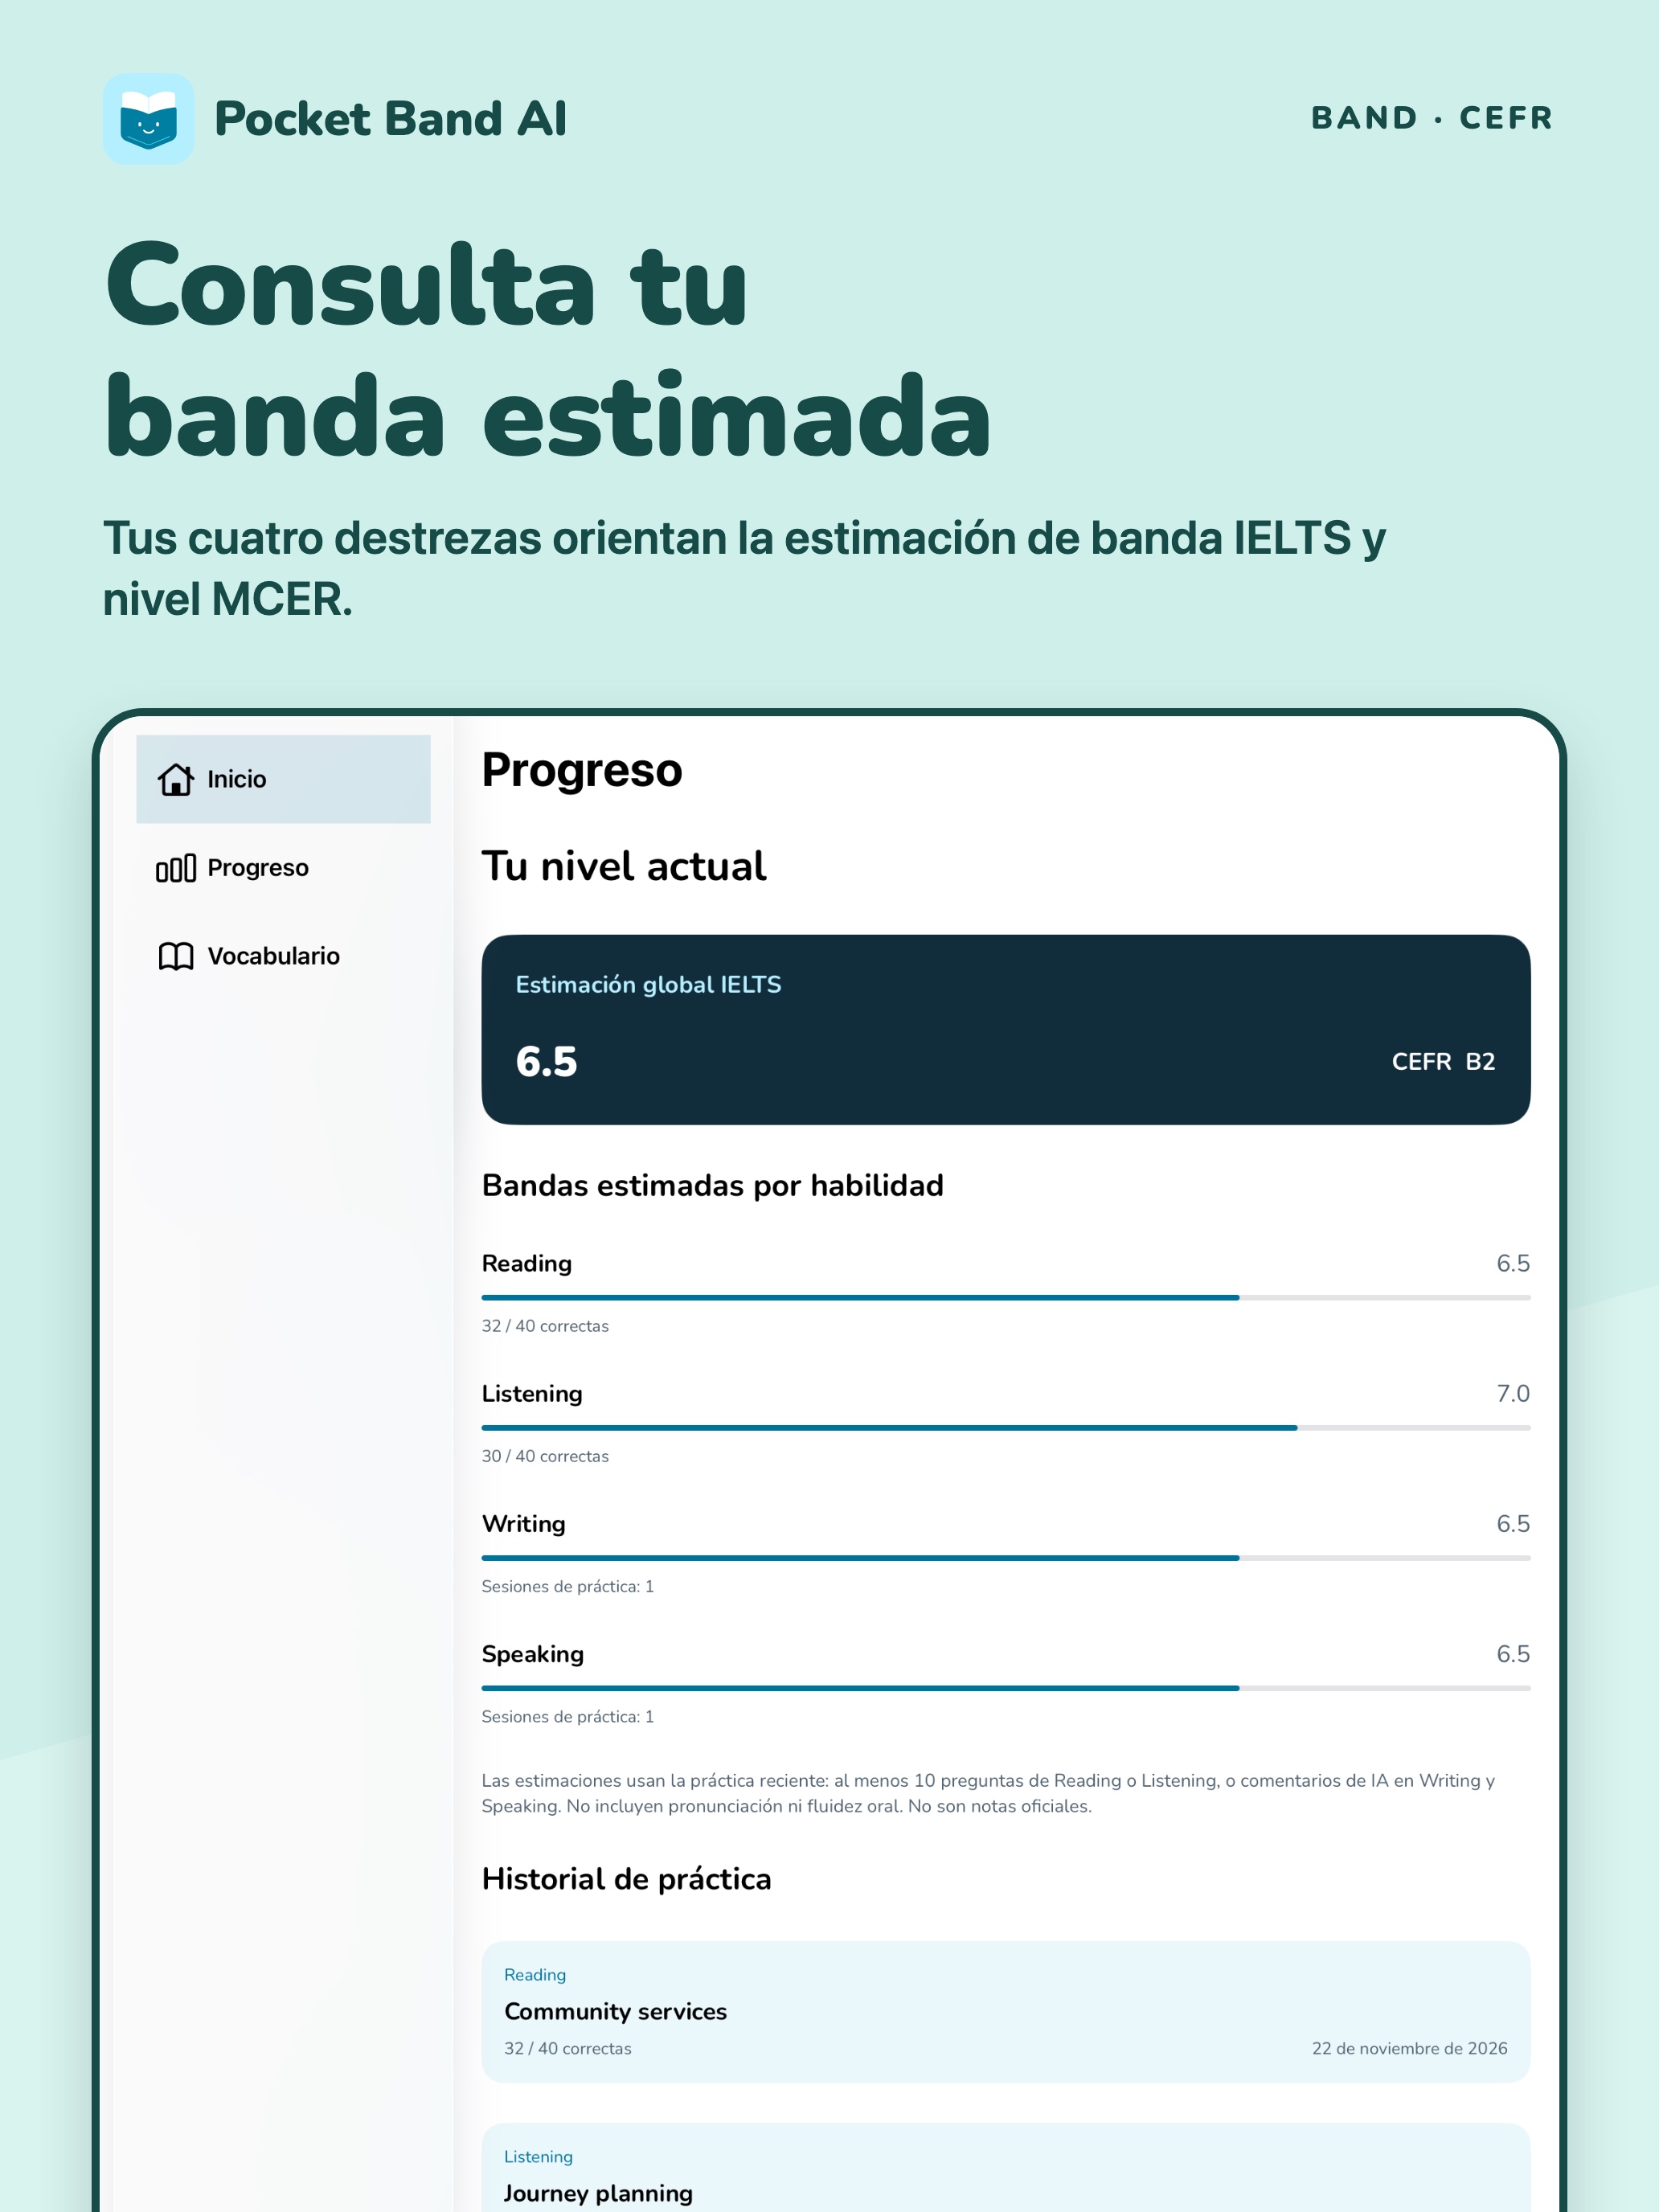 Pocket Band AI
BAND · CEFR
Consulta tu
banda estimada
Tus cuatro destrezas orientan la estimación de banda IELTS y
nivel MCER.
Inicio
Progreso
Vocabulario
Progreso
Tu nivel actual
Estimación global IELTS
6.5
CEFR B2
Bandas estimadas por habilidad
Reading
6.5
32 / 40 correctas
Listening
7.0
30 / 40 correctas
Writing
6.5
Sesiones de práctica: 1
Speaking
6.5
Sesiones de práctica: 1
Las estimaciones usan la práctica reciente: al menos 10 preguntas de Reading o Listening, o comentarios de IA en Writing y
Speaking. No incluyen pronunciación ni fluidez oral. No son notas oficiales.
Historial de práctica
Reading
Community services
32 / 40 correctas
22 de noviembre de 2026
Listening
Journey planning